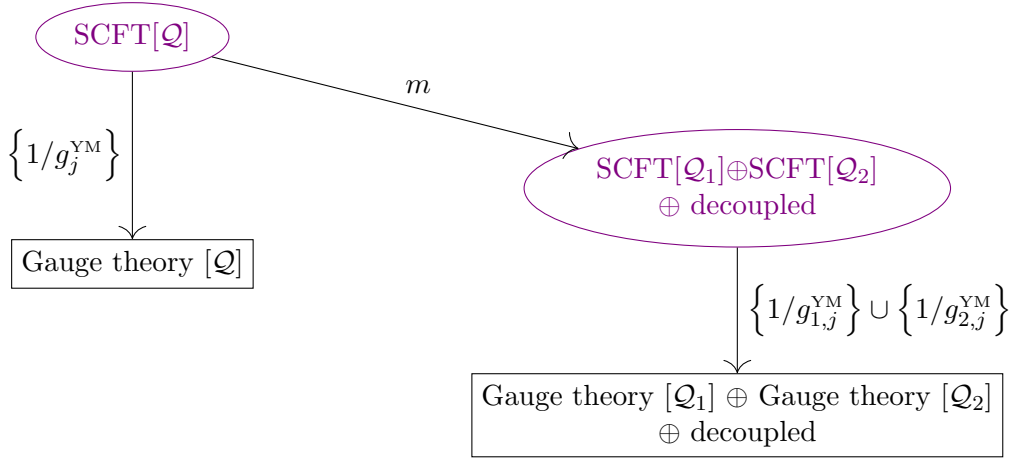 SCFT[𝒬]
m
{1/g_j^YM}
SCFT[𝒬₁]⊕SCFT[𝒬₂]
⊕ decoupled
Gauge theory [𝒬]
{1/g_{1,j}^YM} ∪ {1/g_{2,j}^YM}
Gauge theory [𝒬₁] ⊕ Gauge theory [𝒬₂]
⊕ decoupled